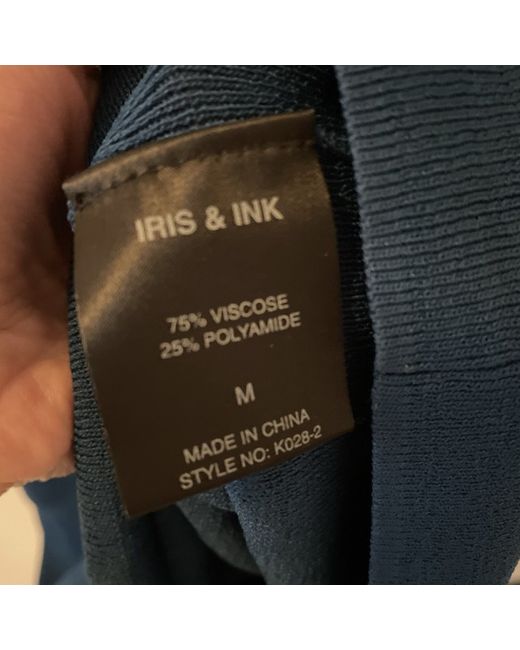 IRIS & INK
75% VISCOSE
25% POLYAMIDE
M
MADE IN CHINA
STYLE NO: K028-2